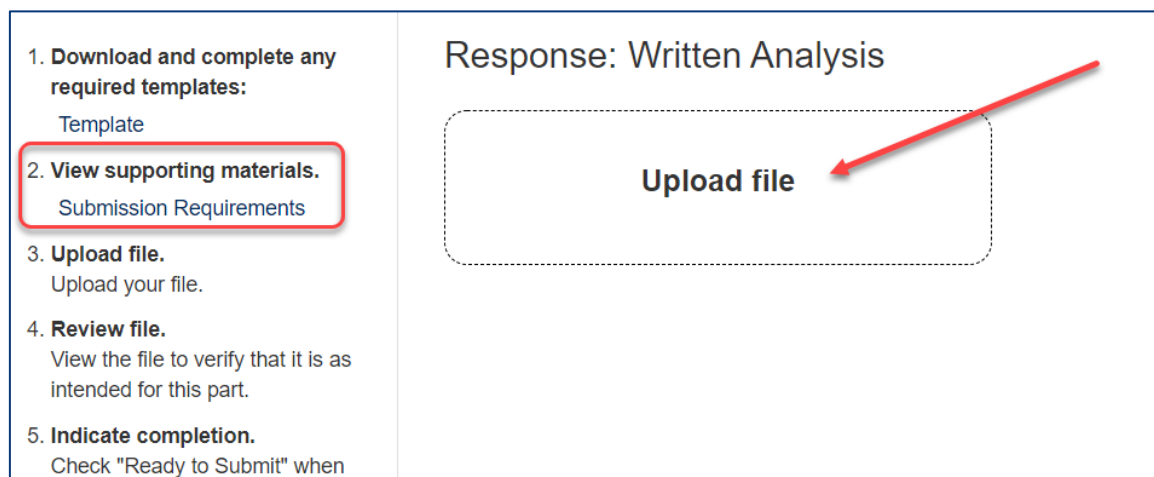 1. Download and complete any
required templates:
Template
2. View supporting materials.
Submission Requirements
3. Upload file.
Upload your file.
4. Review file.
View the file to verify that it is as
intended for this part.
5. Indicate completion.
Check "Ready to Submit" when
Response: Written Analysis
Upload file